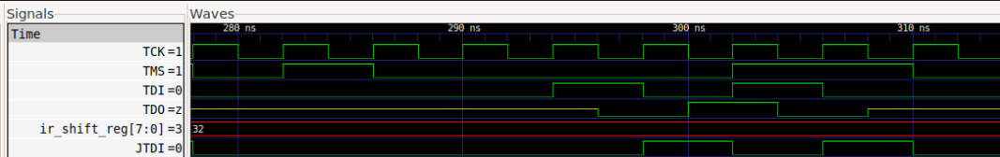 Signals
Waves
Time
280 ns
290 ns
300 ns
310 ns
TCK=1
TMS=1
TDI=0
TDO=z
ir_shift_reg[7:0]=3
32
JTDI=0